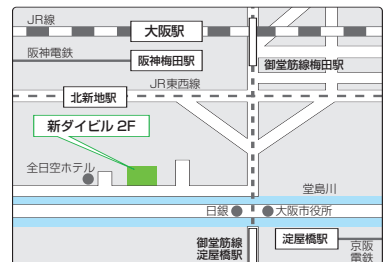 JR線
大阪駅
阪神電鉄
阪神梅田駅
御堂筋線梅田駅
JR東西線
北新地駅
新ダイビル 2F
全日空ホテル
堂島川
日銀
大阪市役所
御堂筋線
淀屋橋駅
淀屋橋駅
京阪
電鉄